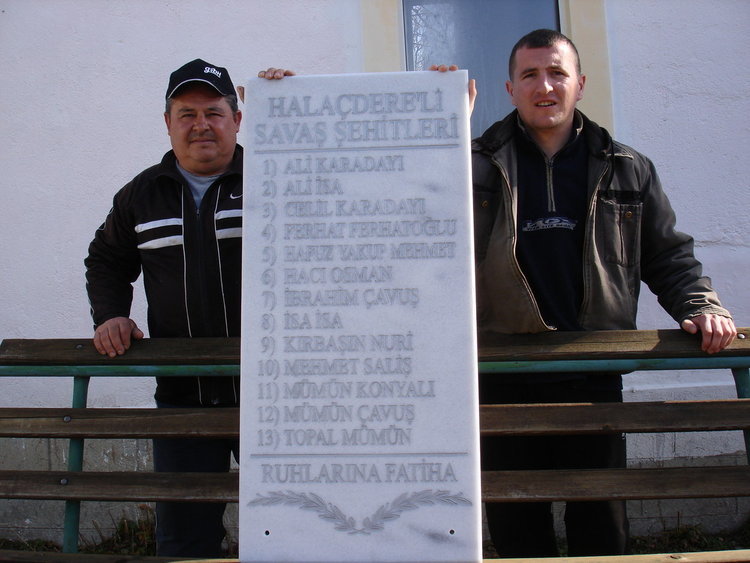 HALAÇDERE'Lİ
SAVAŞ ŞEHİTLERİ
1) ALİ KARADAYI
2) ALİ İSA
3) CELİL KARADAYI
4) FERHAT FERHATOĞLU
5) HAFUZ YAKUP MEHMET
6) HACI OSMAN
7) İBRAHİM ÇAVUŞ
8) İSA İSA
9) KIRBAŞIN NURİ
10) MEHMET SALİŞ
11) MÜMÜN KONYALI
12) MÜMÜN ÇAVUŞ
13) TOPAL MÜMÜN
RUHLARINA FATİHA